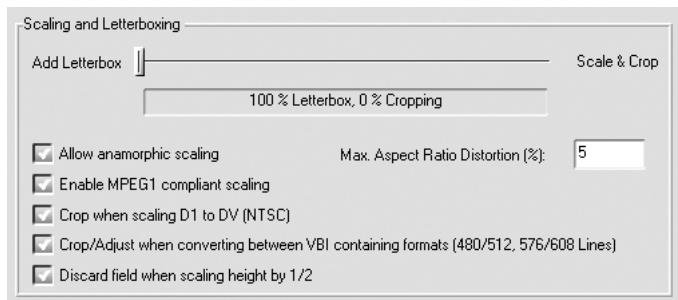 Scaling and Letterboxing
Add Letterbox Scale & Crop
100 % Letterbox, 0 % Cropping
Allow anamorphic scaling Max. Aspect Ratio Distortion (%): 5
Enable MPEG1 compliant scaling
Crop when scaling D1 to DV (NTSC)
Crop/Adjust when converting between VBI containing formats (480/512, 576/608 Lines)
Discard field when scaling height by 1/2